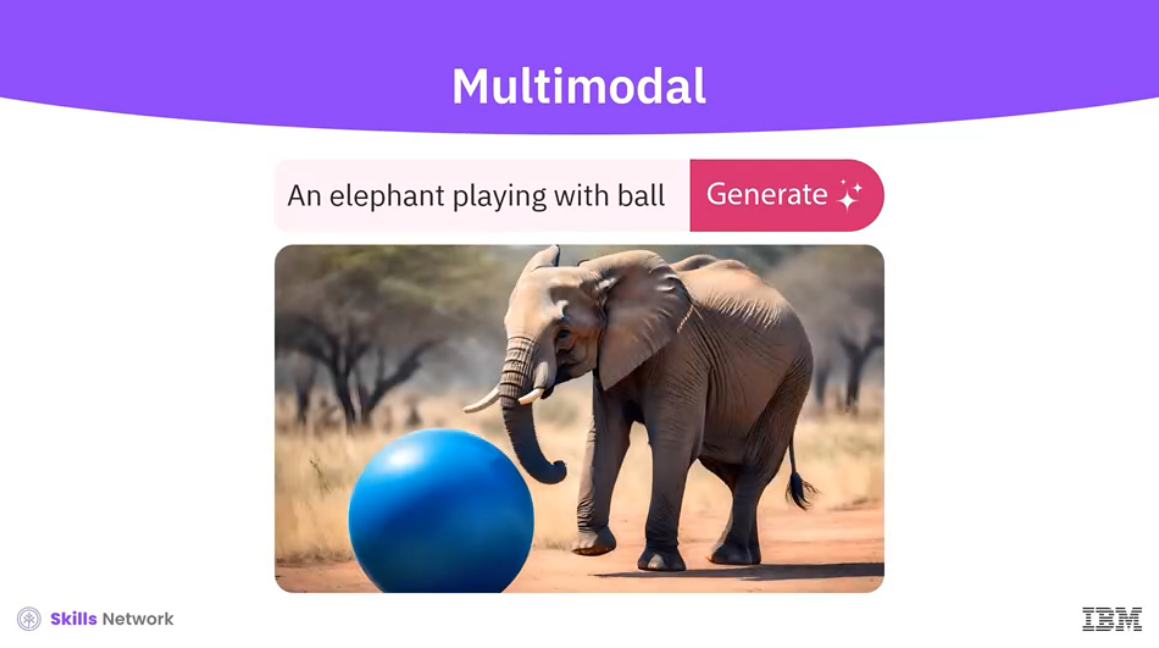 Multimodal
An elephant playing with ball
Generate
Skills Network
IBM